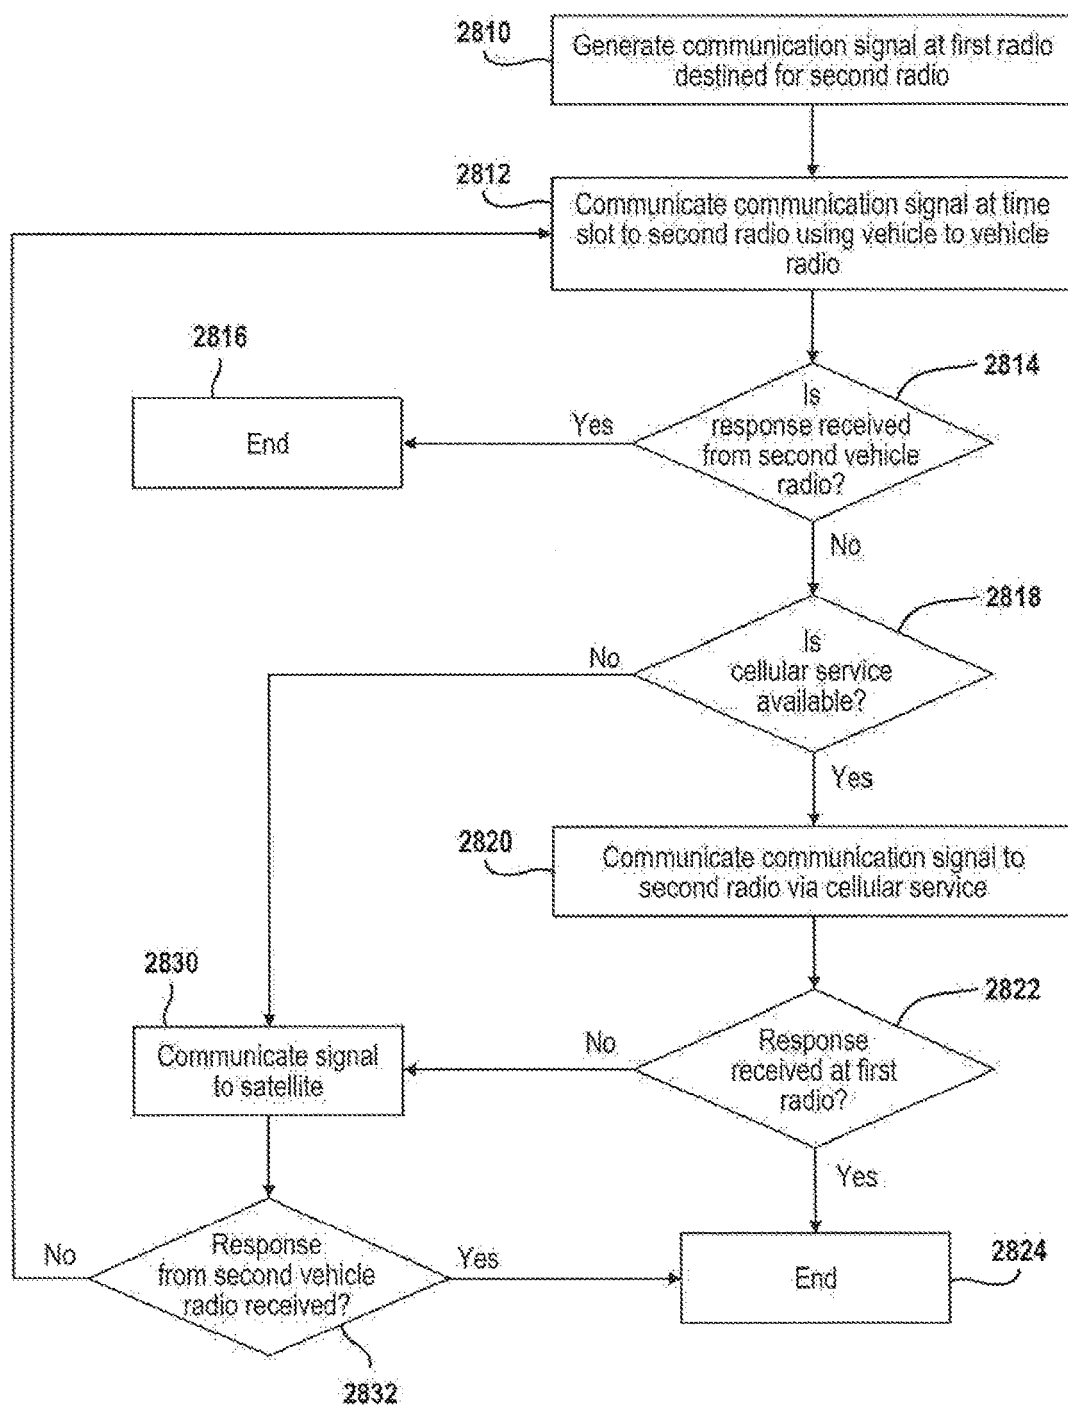 2810
Generate communication signal at first radio
destined for second radio
2812
Communicate communication signal at time
slot to second radio using vehicle to vehicle
radio
2816
End
Yes
2814
Is
response received
from second vehicle
radio?
No
2818
Is
cellular service
available?
No
Yes
2820
Communicate communication signal to
second radio via cellular service
2830
Communicate signal
to satellite
No
2822
Response
received at first
radio?
Yes
No
Response
from second vehicle
radio received?
Yes
2832
End
2824